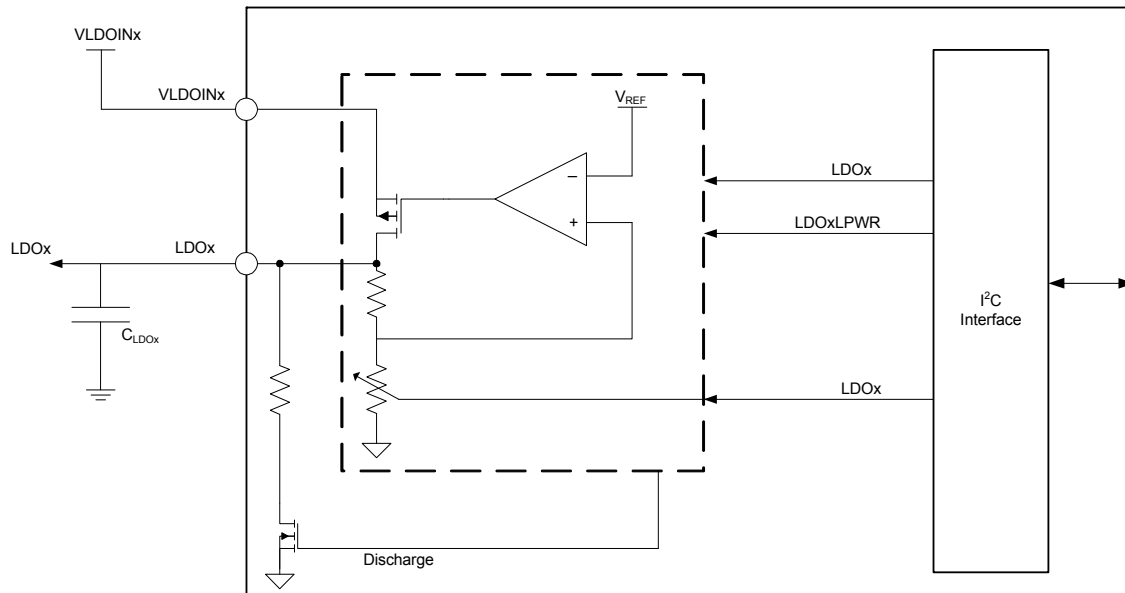 VLDOINx
VLDOINx
VREF
−
+
LDOx
LDOxLPWR
LDOx
LDOx
CLDOx
I²C
Interface
LDOx
Discharge